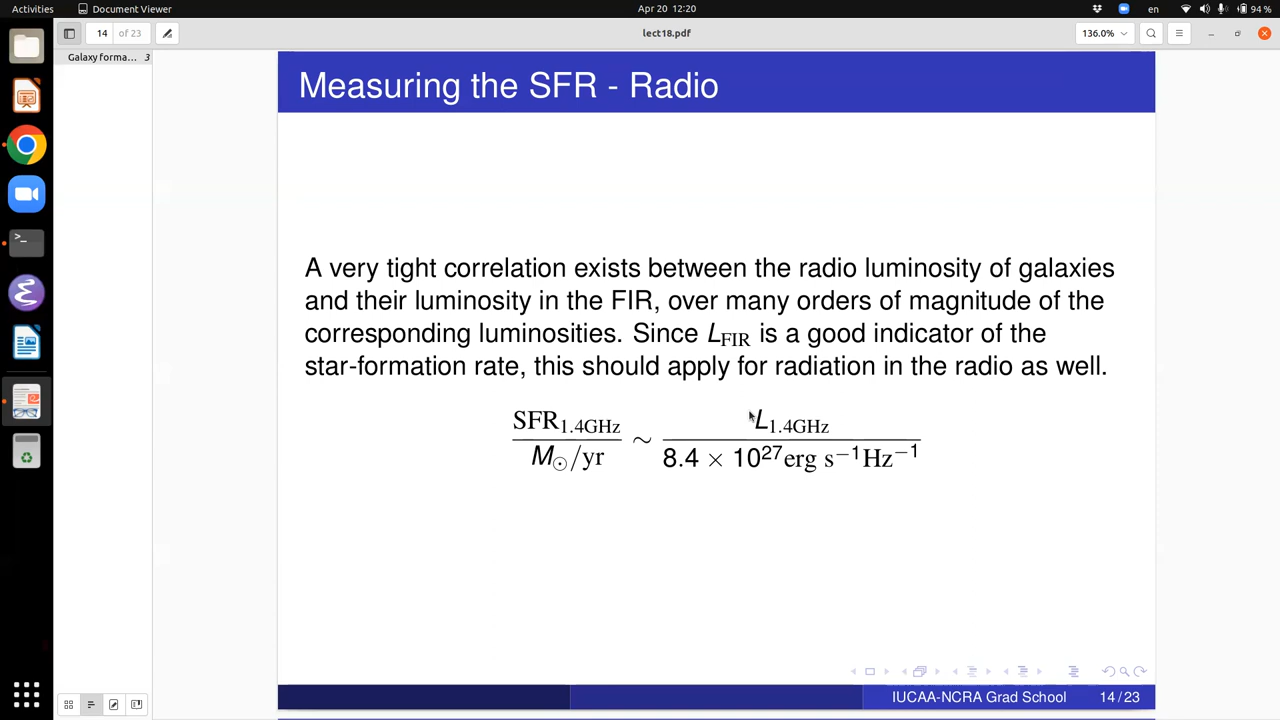 Activities Document Viewer Apr 20 12:20 en 94 %
14 of 23 lect18.pdf 136.0%
Galaxy forma... 3
Measuring the SFR - Radio
A very tight correlation exists between the radio luminosity of galaxies
and their luminosity in the FIR, over many orders of magnitude of the
corresponding luminosities. Since L_FIR is a good indicator of the
star-formation rate, this should apply for radiation in the radio as well.
SFR_1.4GHz / M_⊙/yr ∼ L_1.4GHz / 8.4 × 10^27 erg s^−1 Hz^−1
IUCAA-NCRA Grad School 14/23